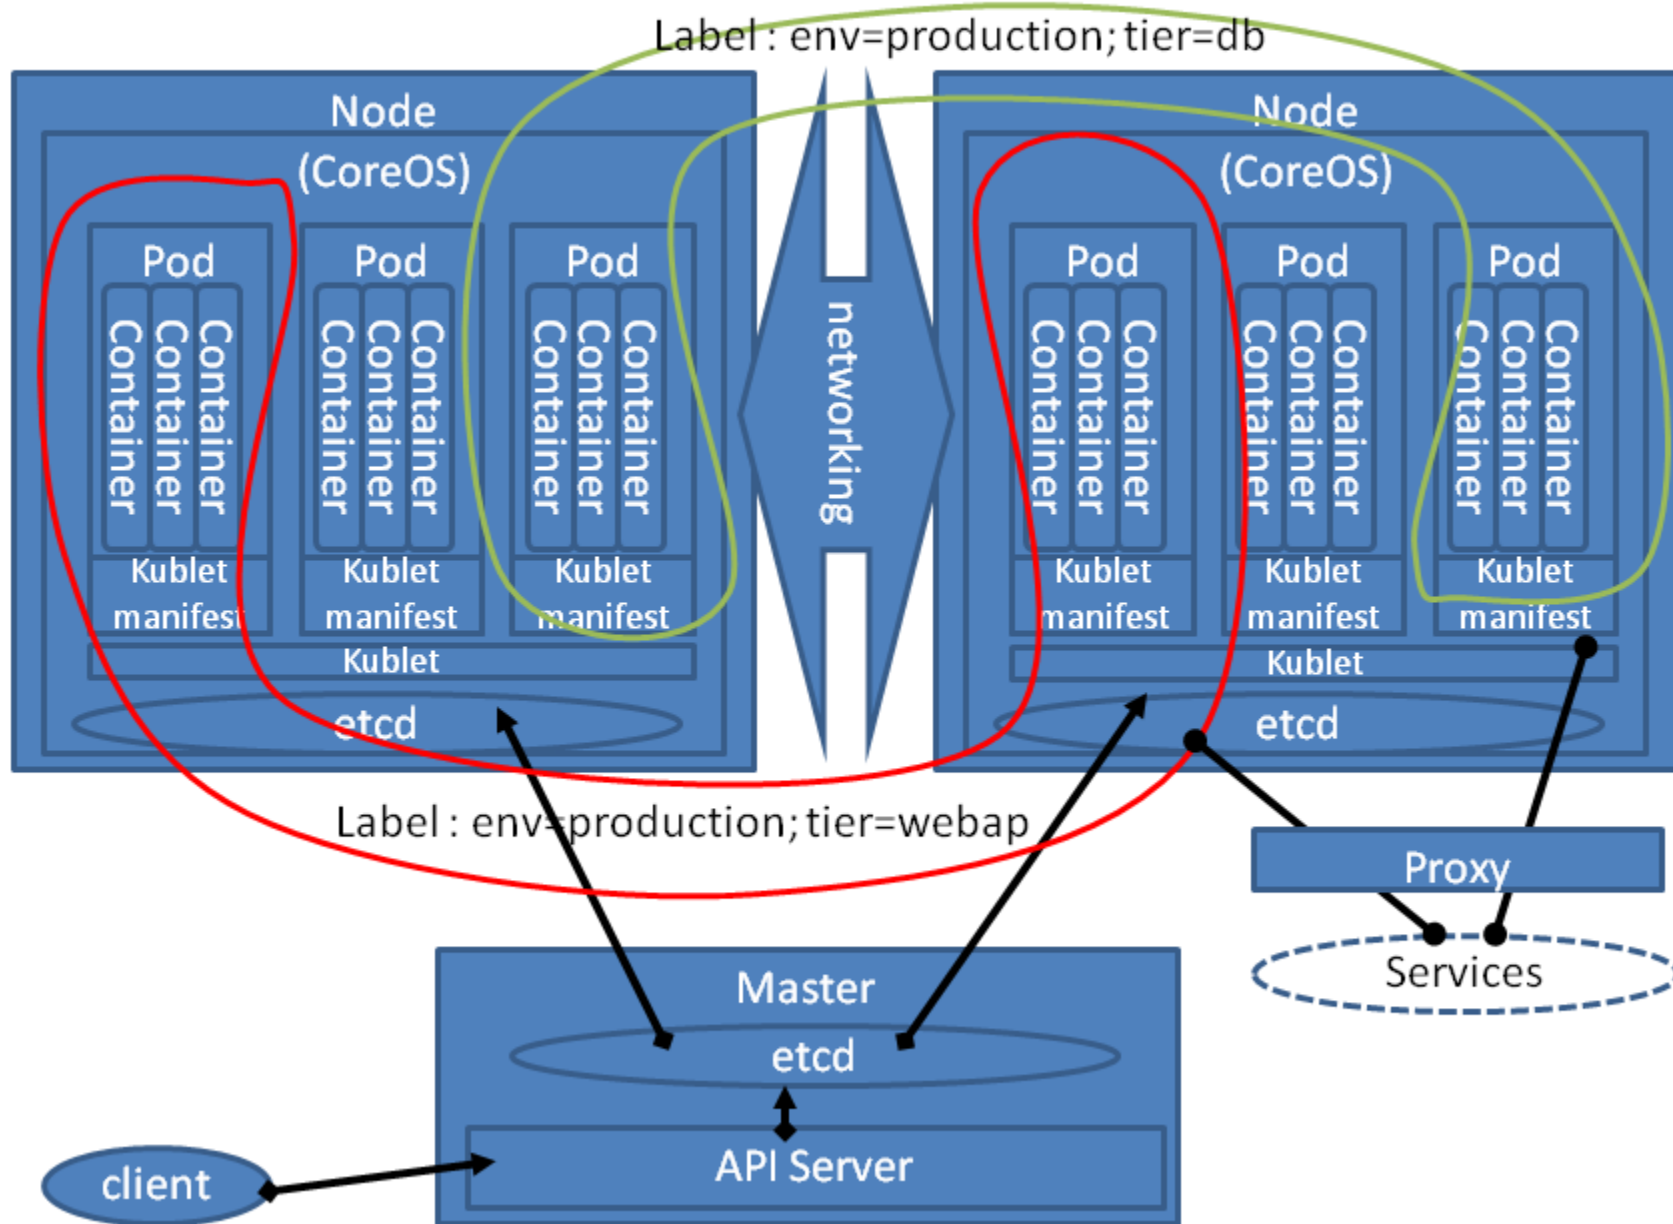 Label : env=production; tier=db
Node
(CoreOS)
Pod
Container
Container
Container
Kublet
manifest
Pod
Container
Container
Container
Kublet
manifest
Pod
Container
Container
Container
Kublet
manifest
Kublet
etcd
networking
Node
(CoreOS)
Pod
Container
Container
Container
Kublet
manifest
Pod
Container
Container
Container
Kublet
manifest
Pod
Container
Container
Container
Kublet
manifest
Kublet
etcd
Label : env=production; tier=webap
Proxy
Services
Master
etcd
API Server
client